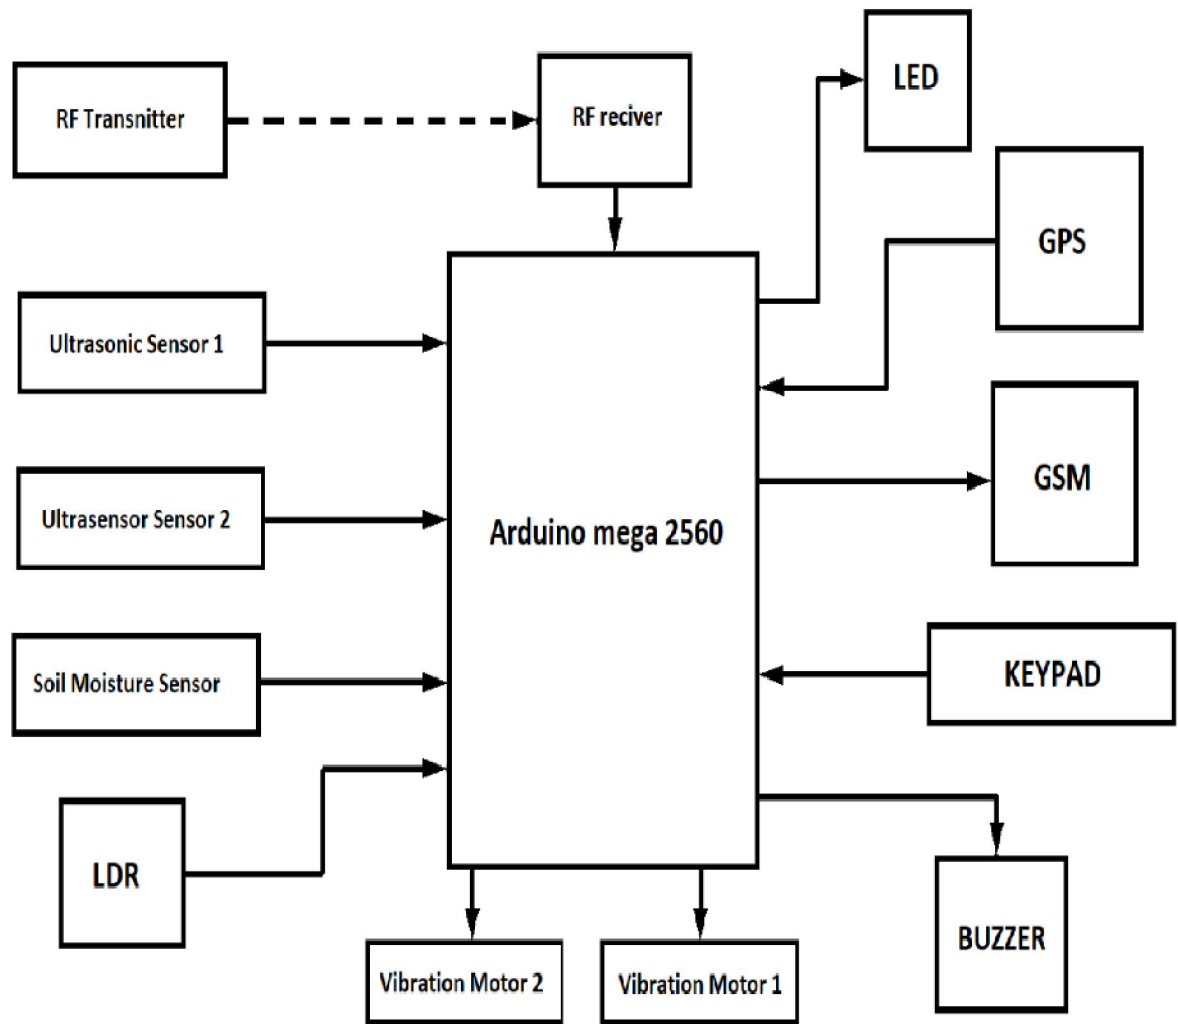 LED
RF Transnitter
RF reciver
GPS
Ultrasonic Sensor 1
GSM
Ultrasensor Sensor 2
Arduino mega 2560
Soil Moisture Sensor
KEYPAD
LDR
BUZZER
Vibration Motor 2
Vibration Motor 1